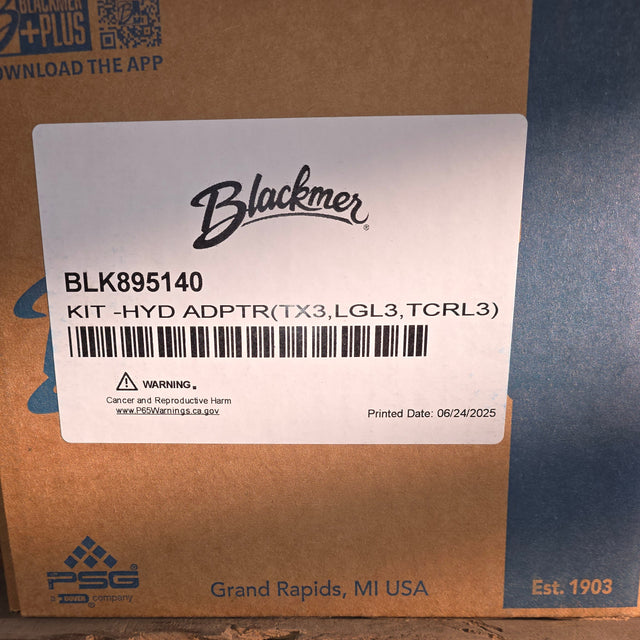 BLACKMER
+PLUS
DOWNLOAD THE APP
Blackmer®
BLK895140
KIT -HYD ADPTR(TX3,LGL3,TCRL3)
WARNING.
Cancer and Reproductive Harm
www.P65Warnings.ca.gov
Printed Date: 06/24/2025
PSG®
a DOVER company
Grand Rapids, MI USA
Est. 1903